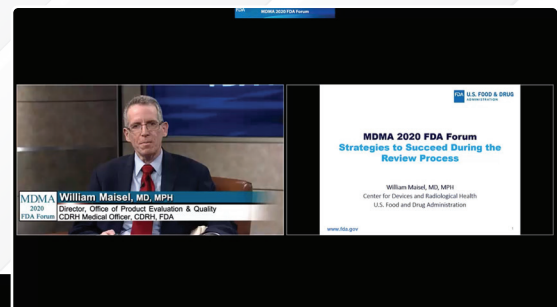 FDA MDMA 2020 FDA Forum
MDMA
2020
FDA Forum
William Maisel, MD, MPH
Director, Office of Product Evaluation & Quality
CDRH Medical Officer, CDRH, FDA
FDA U.S. FOOD & DRUG
ADMINISTRATION
MDMA 2020 FDA Forum
Strategies to Succeed During the
Review Process
William Maisel, MD, MPH
Center for Devices and Radiological Health
U.S. Food and Drug Administration
www.fda.gov
1